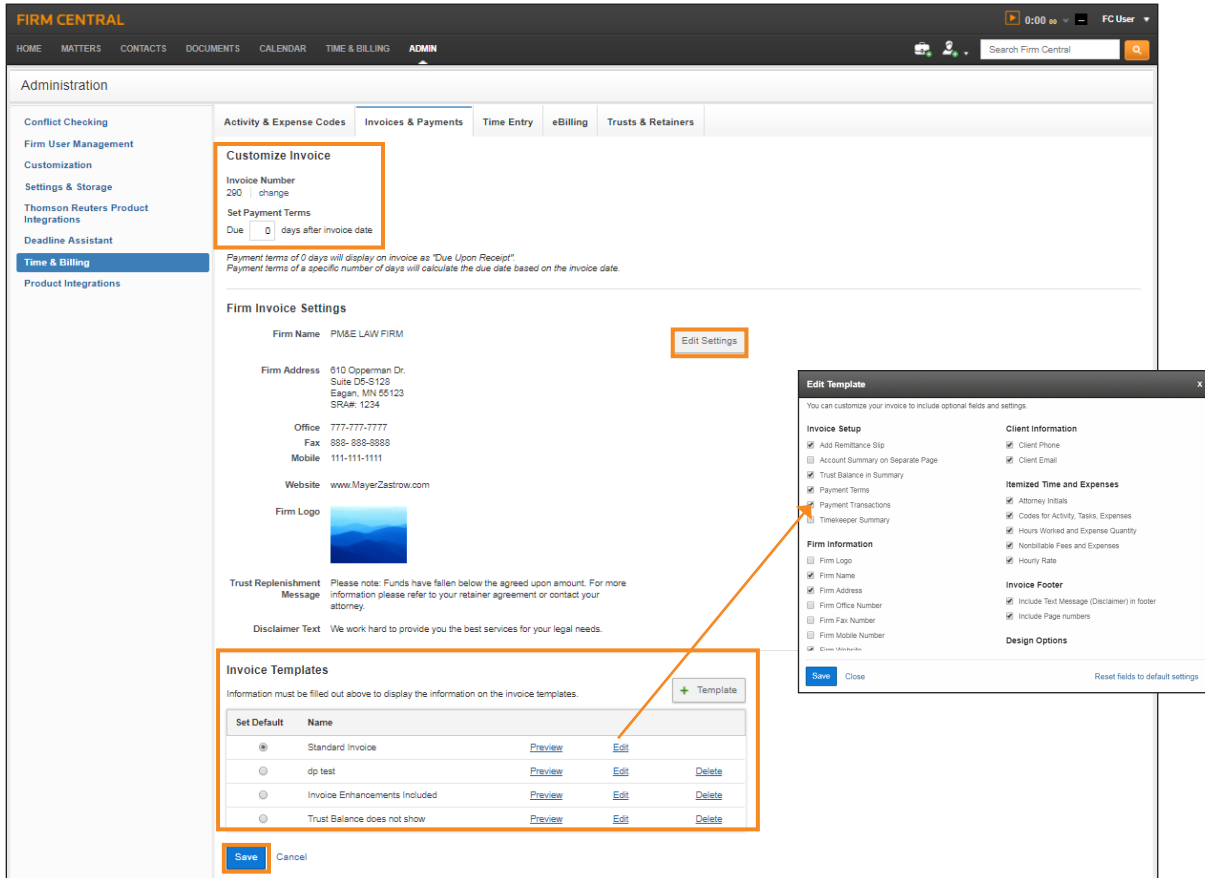 FIRM CENTRAL
0:00 00
FC User
HOME MATTERS CONTACTS DOCUMENTS CALENDAR TIME & BILLING ADMIN
Search Firm Central
Administration
Conflict Checking
Firm User Management
Customization
Settings & Storage
Thomson Reuters Product
Integrations
Deadline Assistant
Time & Billing
Product Integrations
Activity & Expense Codes Invoices & Payments Time Entry eBilling Trusts & Retainers
Customize Invoice
Invoice Number
290 | change
Set Payment Terms
Due 0 days after invoice date
Payment terms of 0 days will display on invoice as "Due Upon Receipt".
Payment terms of a specific number of days will calculate the due date based on the invoice date.
Firm Invoice Settings
Firm Name PM&E LAW FIRM
Edit Settings
Firm Address 610 Opperman Dr.
Suite D5-S128
Eagan, MN 55123
SRA#: 1234
Office 777-777-7777
Fax 888- 888-8888
Mobile 111-111-1111
Website www.MayerZastrow.com
Firm Logo
Trust Replenishment Please note: Funds have fallen below the agreed upon amount. For more
Message information please refer to your retainer agreement or contact your
attorney.
Disclaimer Text We work hard to provide you the best services for your legal needs.
Invoice Templates
Information must be filled out above to display the information on the invoice templates.
+ Template
Set Default Name
Standard Invoice Preview Edit
dp test Preview Edit Delete
Invoice Enhancements Included Preview Edit Delete
Trust Balance does not show Preview Edit Delete
Save Cancel
Edit Template x
You can customize your invoice to include optional fields and settings.
Invoice Setup
Add Remittance Slip
Account Summary on Separate Page
Trust Balance in Summary
Payment Terms
Payment Transactions
Timekeeper Summary
Firm Information
Firm Logo
Firm Name
Firm Address
Firm Office Number
Firm Fax Number
Firm Mobile Number
Firm Website
Client Information
Client Phone
Client Email
Itemized Time and Expenses
Attorney Initials
Codes for Activity, Tasks, Expenses
Hours Worked and Expense Quantity
Nonbillable Fees and Expenses
Hourly Rate
Invoice Footer
Include Text Message (Disclaimer) in footer
Include Page numbers
Design Options
Save Close
Reset fields to default settings